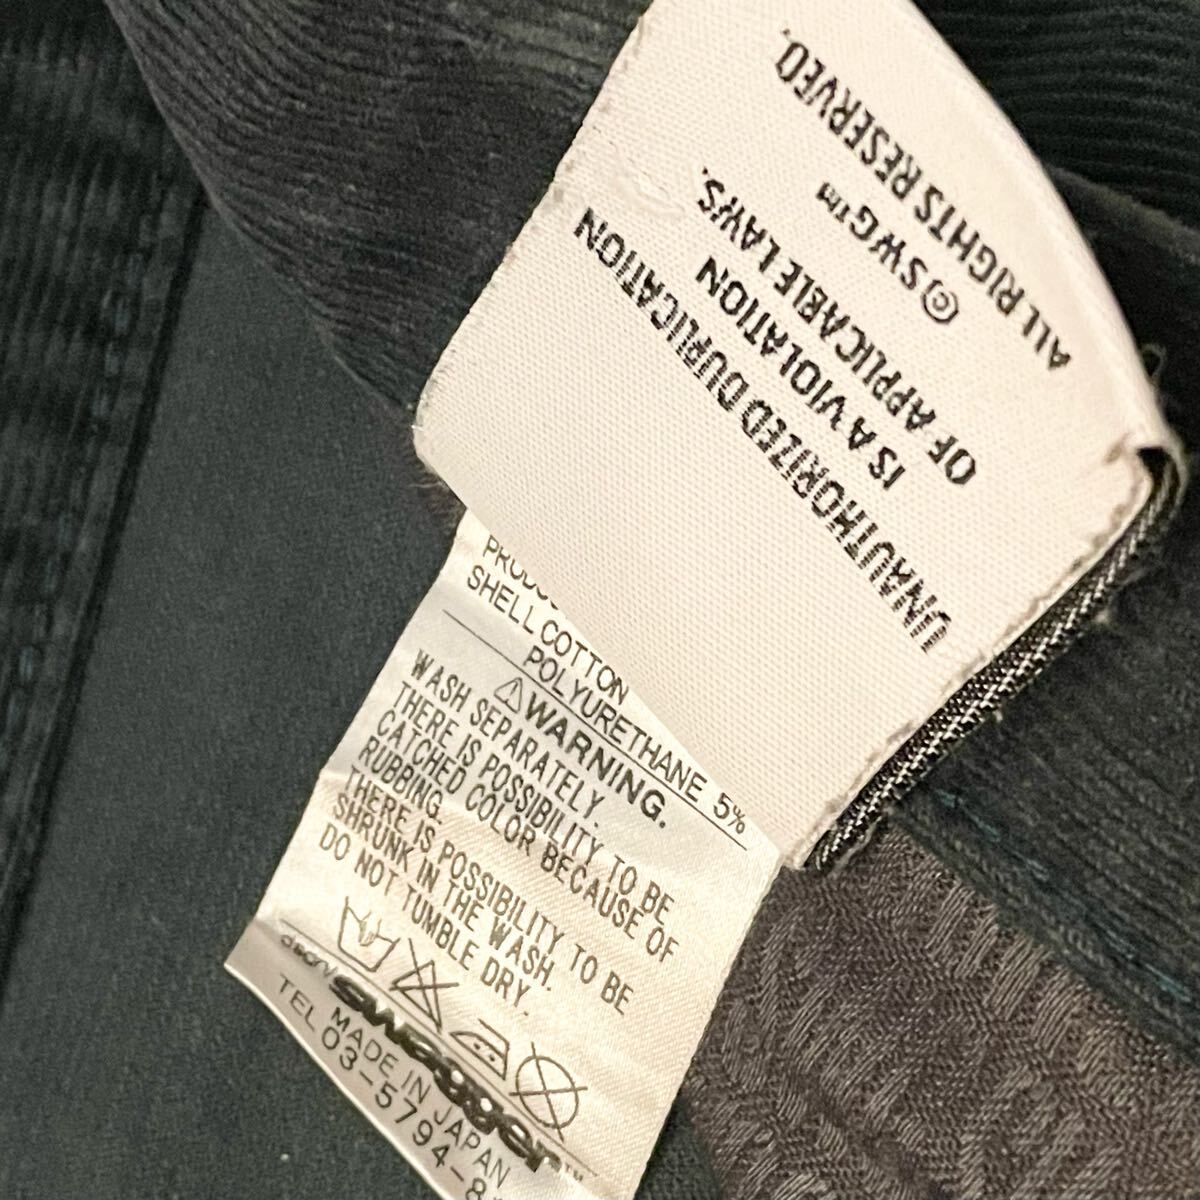 UNAUTHORIZED DUPLICATION
IS A VIOLATION
OF APPLICABLE LAWS.
© SWG™
ALL RIGHTS RESERVED.
SHELL COTTON
POLYURETHANE 5%
⚠WARNING.
WASH SEPARATELY.
THERE IS POSSIBILITY TO BE
CATCHED COLOR BECAUSE OF
RUBBING.
THERE IS POSSIBILITY TO BE
SHRUNK IN THE WASH.
DO NOT TUMBLE DRY.
swagger
MADE IN JAPAN
TEL 03-5794-8